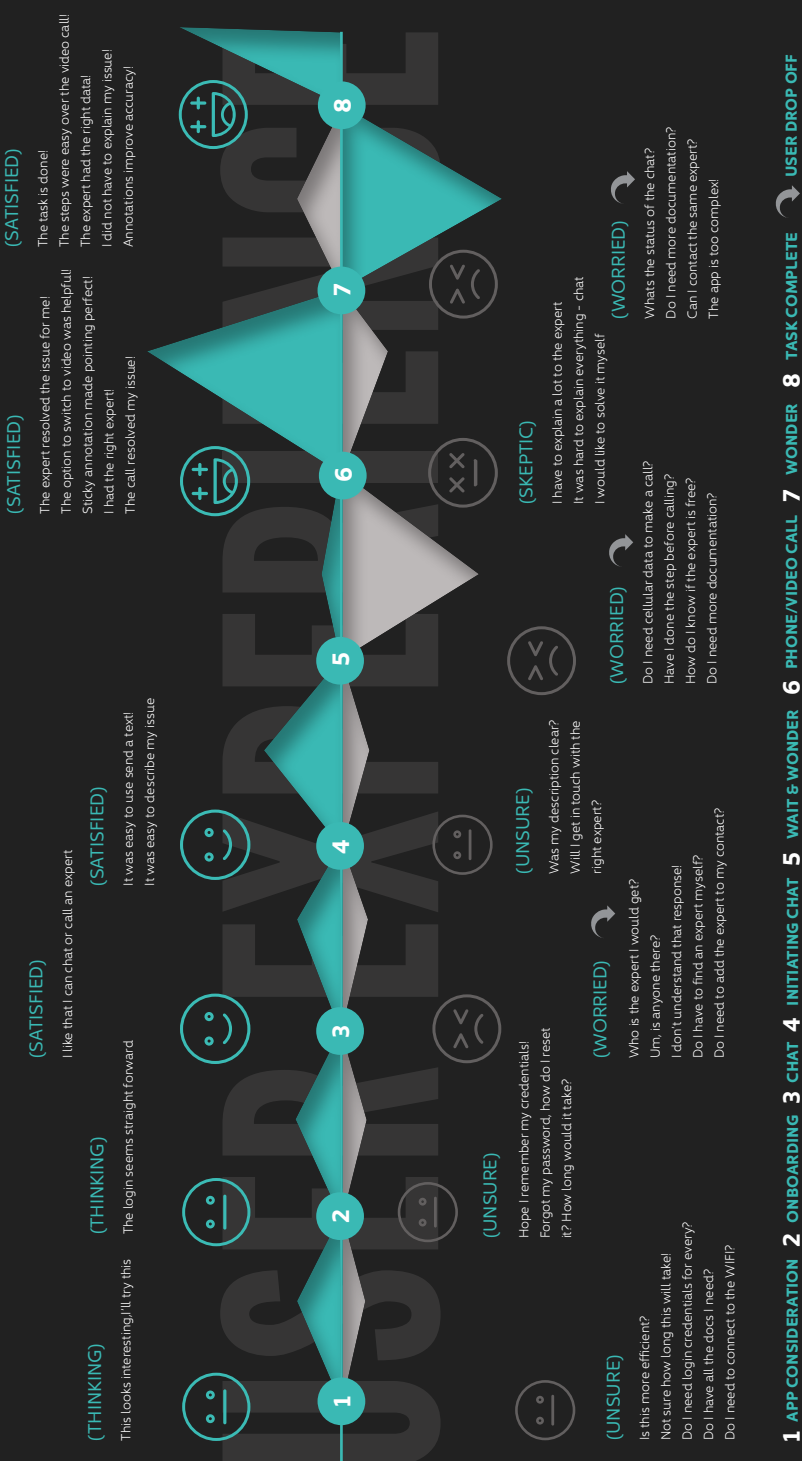 (THINKING)
This looks interesting,I'll try this
(THINKING)
The login seems straight forward
(SATISFIED)
I like that I can chat or call an expert
(SATISFIED)
It was easy to use send a text!
It was easy to describe my issue
(SATISFIED)
The expert resolved the issue for me!
The option to switch to video was helpful!
Sticky annotation made pointing perfect!
I had the right expert!
The call resolved my issue!
(SATISFIED)
The task is done!
The steps were easy over the video call!
The expert had the right data!
I did not have to explain my issue!
Annotations improve accuracy!
USER EXPERIENCE
1 2 3 4 5 6 7 8
(UNSURE)
Is this more efficient?
Not sure how long this will take!
Do I need login credentials for every?
Do I have all the docs I need?
Do I need to connect to the WIFI?
(UNSURE)
Hope I remember my credentials!
Forgot my password, how do I reset
it? How long would it take?
(WORRIED)
Who is the expert I would get?
Um, is anyone there?
I don't understand that response!
Do I have to find an expert myself?
Do I need to add the expert to my contact?
(UNSURE)
Was my description clear?
Will I get in touch with the
right expert?
(WORRIED)
Do I need cellular data to make a call?
Have I done the step before calling?
How do I know if the expert is free?
Do I need more documentation?
(SKEPTIC)
I have to explain a lot to the expert
It was hard to explain everything - chat
I would like to solve it myself
(WORRIED)
Whats the status of the chat?
Do I need more documentation?
Can I contact the same expert?
The app is too complex!
1 APP CONSIDERATION 2 ONBOARDING 3 CHAT 4 INITIATING CHAT 5 WAIT & WONDER 6 PHONE/VIDEO CALL 7 WONDER 8 TASK COMPLETE USER DROP OFF